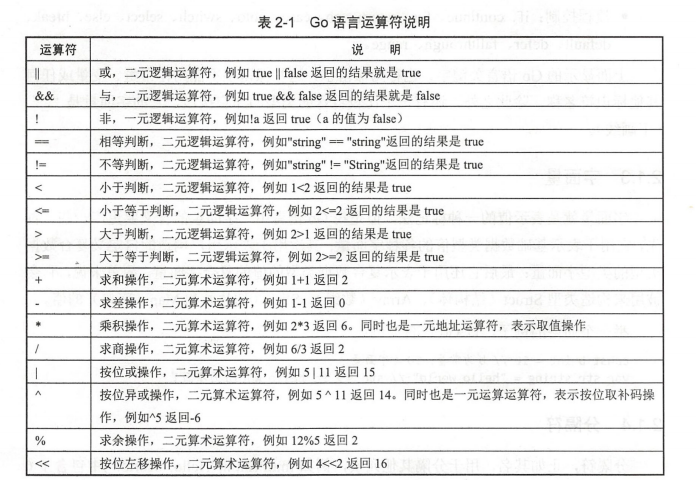 表 2-1 Go 语言运算符说明
运算符 说 明
|| 或，二元逻辑运算符，例如 true || false 返回的结果就是 true
&& 与，二元逻辑运算符，例如 true && false 返回的结果就是 false
! 非，一元逻辑运算符，例如!a 返回 true（a 的值为 false）
== 相等判断，二元逻辑运算符，例如"string" == "string"返回的结果是 true
!= 不等判断，二元逻辑运算符，例如"string" != "String"返回的结果是 true
< 小于判断，二元逻辑运算符，例如 1<2 返回的结果是 true
<= 小于等于判断，二元逻辑运算符，例如 2<=2 返回的结果是 true
> 大于判断，二元逻辑运算符，例如 2>1 返回的结果是 true
>= 大于等于判断，二元逻辑运算符，例如 2>=2 返回的结果是 true
+ 求和操作，二元算术运算符，例如 1+1 返回 2
- 求差操作，二元算术运算符，例如 1-1 返回 0
* 乘积操作，二元算术运算符，例如 2*3 返回 6。同时也是一元地址运算符，表示取值操作
/ 求商操作，二元算术运算符，例如 6/3 返回 2
| 按位或操作，二元算术运算符，例如 5 | 11 返回 15
^ 按位异或操作，二元算术运算符，例如 5 ^ 11 返回 14。同时也是一元运算运算符，表示按位取补码操
作，例如^5 返回-6
% 求余操作，二元算术运算符，例如 12%5 返回 2
<< 按位左移操作，二元算术运算符，例如 4<<2 返回 16